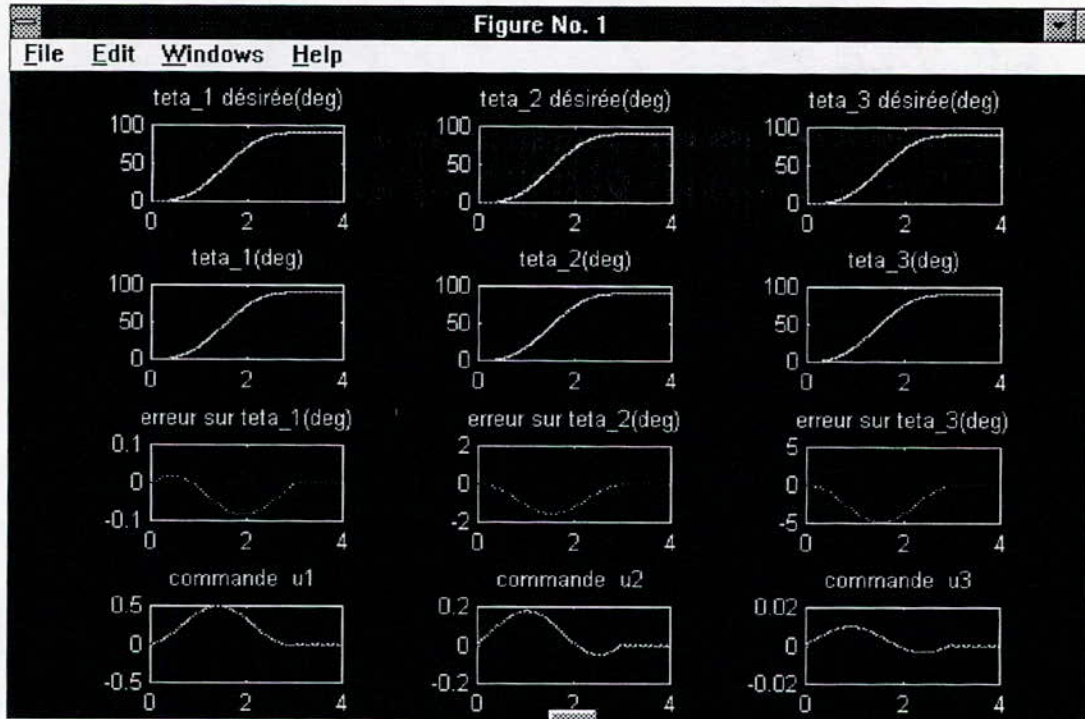 Figure No. 1
File Edit Windows Help
teta_1 désirée(deg) teta_2 désirée(deg) teta_3 désirée(deg)
100 100 100
50 50 50
0 0 0
0 2 4 0 2 4 0 2 4
teta_1(deg) teta_2(deg) teta_3(deg)
100 100 100
50 50 50
0 0 0
0 2 4 0 2 4 0 2 4
erreur sur teta_1(deg) erreur sur teta_2(deg) erreur sur teta_3(deg)
0.1 2 5
0 0 0
-0.1 -2 -5
0 2 4 0 2 4 0 2 4
commande u1 commande u2 commande u3
0.5 0.2 0.02
0 0 0
-0.5 -0.2 -0.02
0 2 4 0 2 4 0 2 4